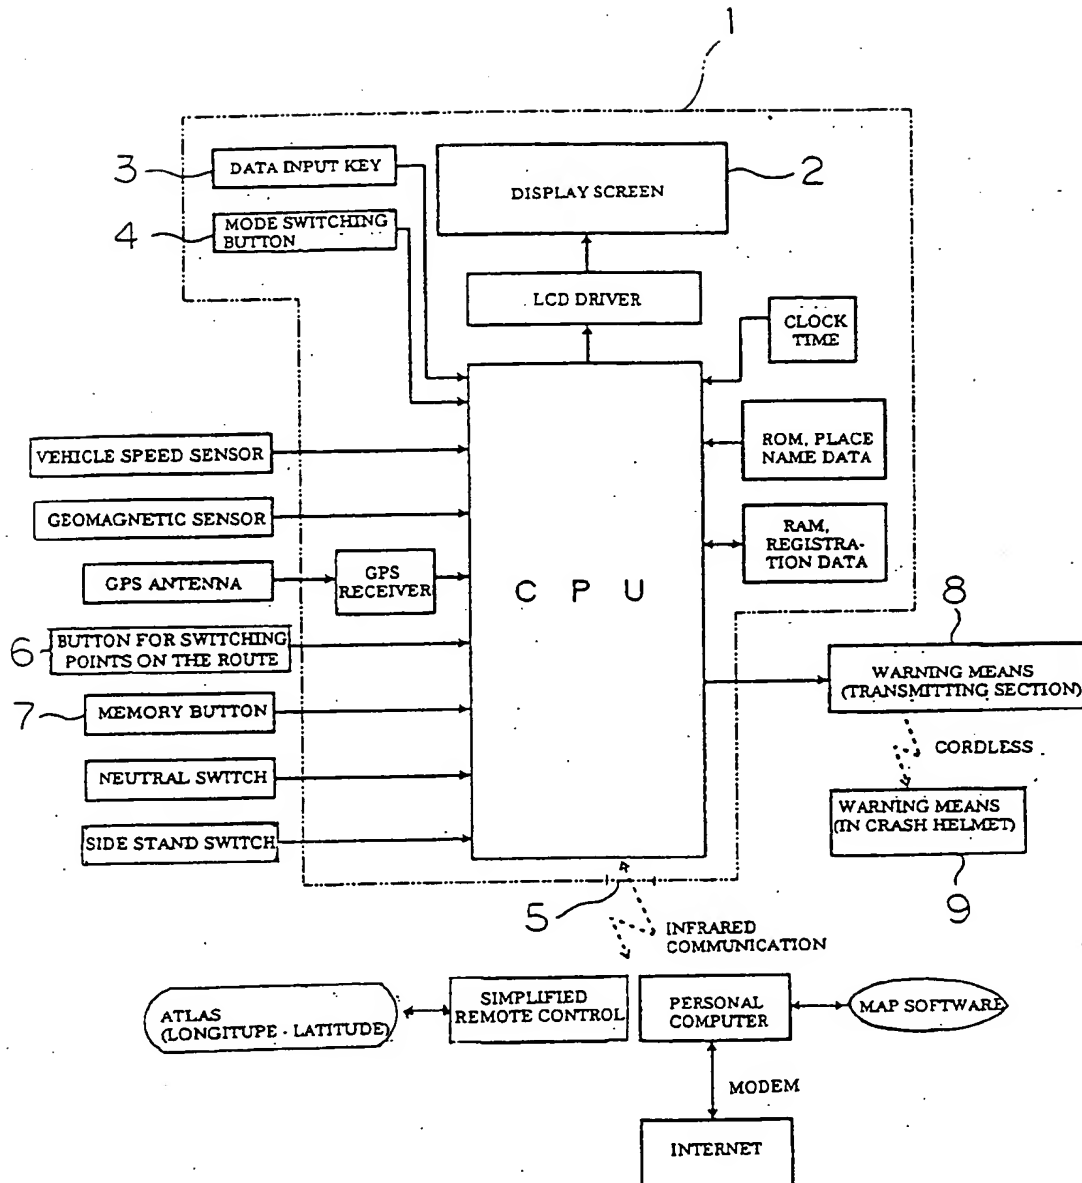 1
3
DATA INPUT KEY
DISPLAY SCREEN
2
4
MODE SWITCHING
BUTTON
LCD DRIVER
CLOCK
TIME
VEHICLE SPEED SENSOR
ROM, PLACE
NAME DATA
GEOMAGNETIC SENSOR
RAM,
REGISTRA-
TION DATA
GPS ANTENNA
GPS
RECEIVER
C P U
8
6
BUTTON FOR SWITCHING
POINTS ON THE ROUTE
WARNING MEANS
(TRANSMITTING SECTION)
7
MEMORY BUTTON
CORDLESS
NEUTRAL SWITCH
WARNING MEANS
(IN CRASH HELMET)
SIDE STAND SWITCH
9
5
INFRARED
COMMUNICATION
ATLAS
(LONGITUPE - LATITUDE)
SIMPLIFIED
REMOTE CONTROL
PERSONAL
COMPUTER
MAP SOFTWARE
MODEM
INTERNET